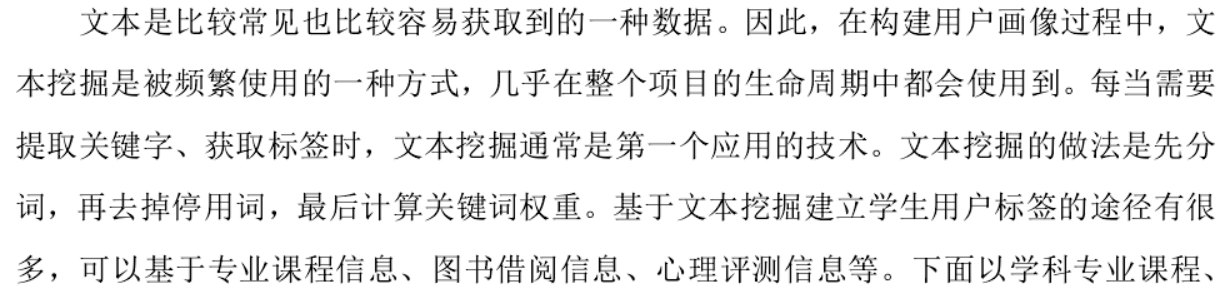 文本是比较常见也比较容易获取到的一种数据。因此，在构建用户画像过程中，文
本挖掘是被频繁使用的一种方式，几乎在整个项目的生命周期中都会使用到。每当需要
提取关键字、获取标签时，文本挖掘通常是第一个应用的技术。文本挖掘的做法是先分
词，再去掉停用词，最后计算关键词权重。基于文本挖掘建立学生用户标签的途径有很
多，可以基于专业课程信息、图书借阅信息、心理评测信息等。下面以学科专业课程、